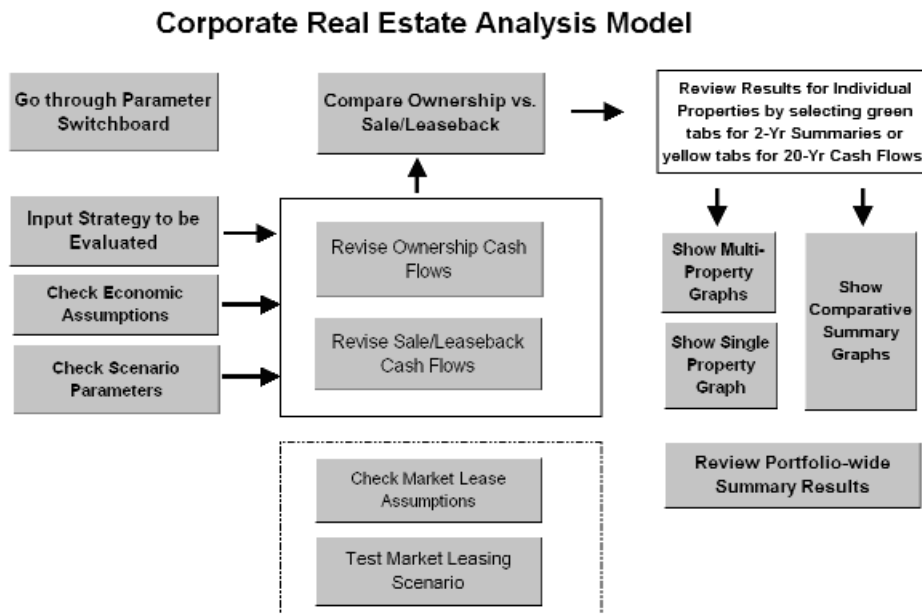 Corporate Real Estate Analysis Model
Go through Parameter
Switchboard
Compare Ownership vs.
Sale/Leaseback
Review Results for Individual
Properties by selecting green
tabs for 2-Yr Summaries or
yellow tabs for 20-Yr Cash Flows
Input Strategy to be
Evaluated
Check Economic
Assumptions
Check Scenario
Parameters
Revise Ownership Cash
Flows
Revise Sale/Leaseback
Cash Flows
Show Multi-
Property
Graphs
Show Single
Property
Graph
Show
Comparative
Summary
Graphs
Check Market Lease
Assumptions
Test Market Leasing
Scenario
Review Portfolio-wide
Summary Results